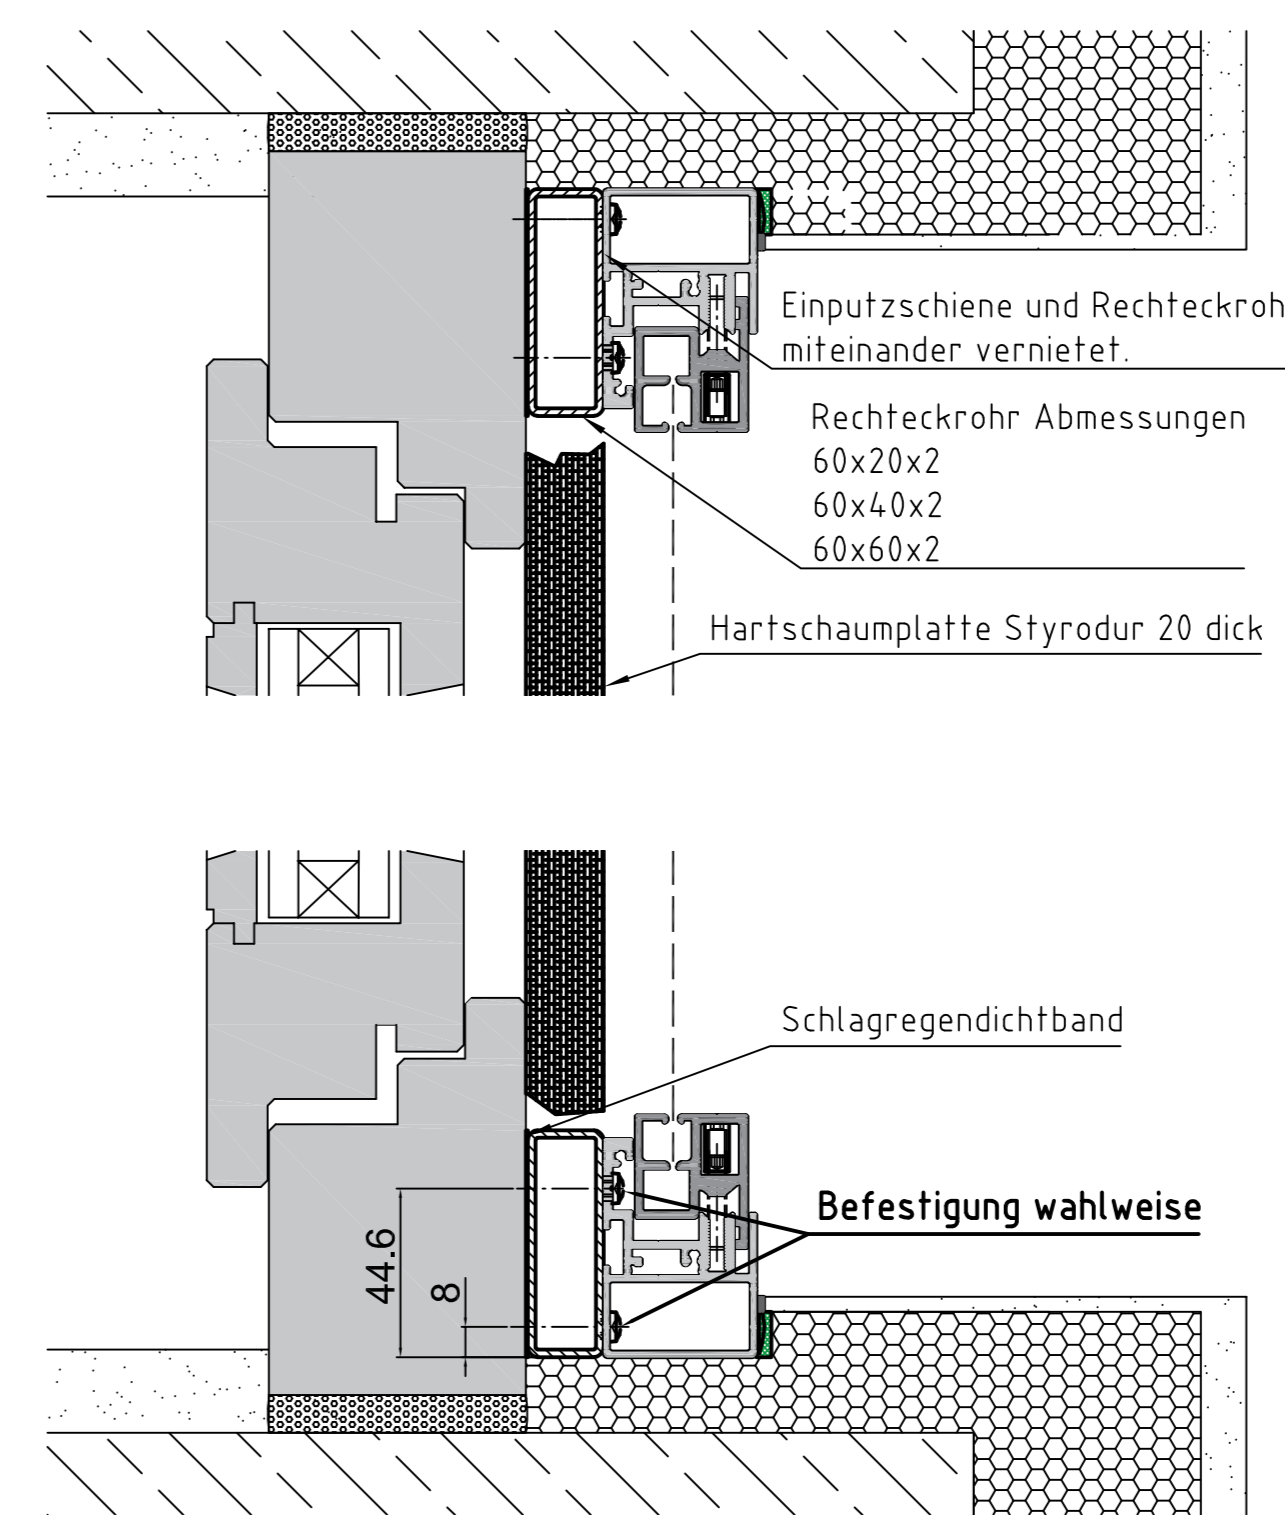 Einputzschiene und Rechteckroh
miteinander vernietet.
Rechteckrohr Abmessungen
60x20x2
60x40x2
60x60x2
Hartschaumplatte Styrodur 20 dick
Schlagregendichtband
Befestigung wahlweise
44.6
8